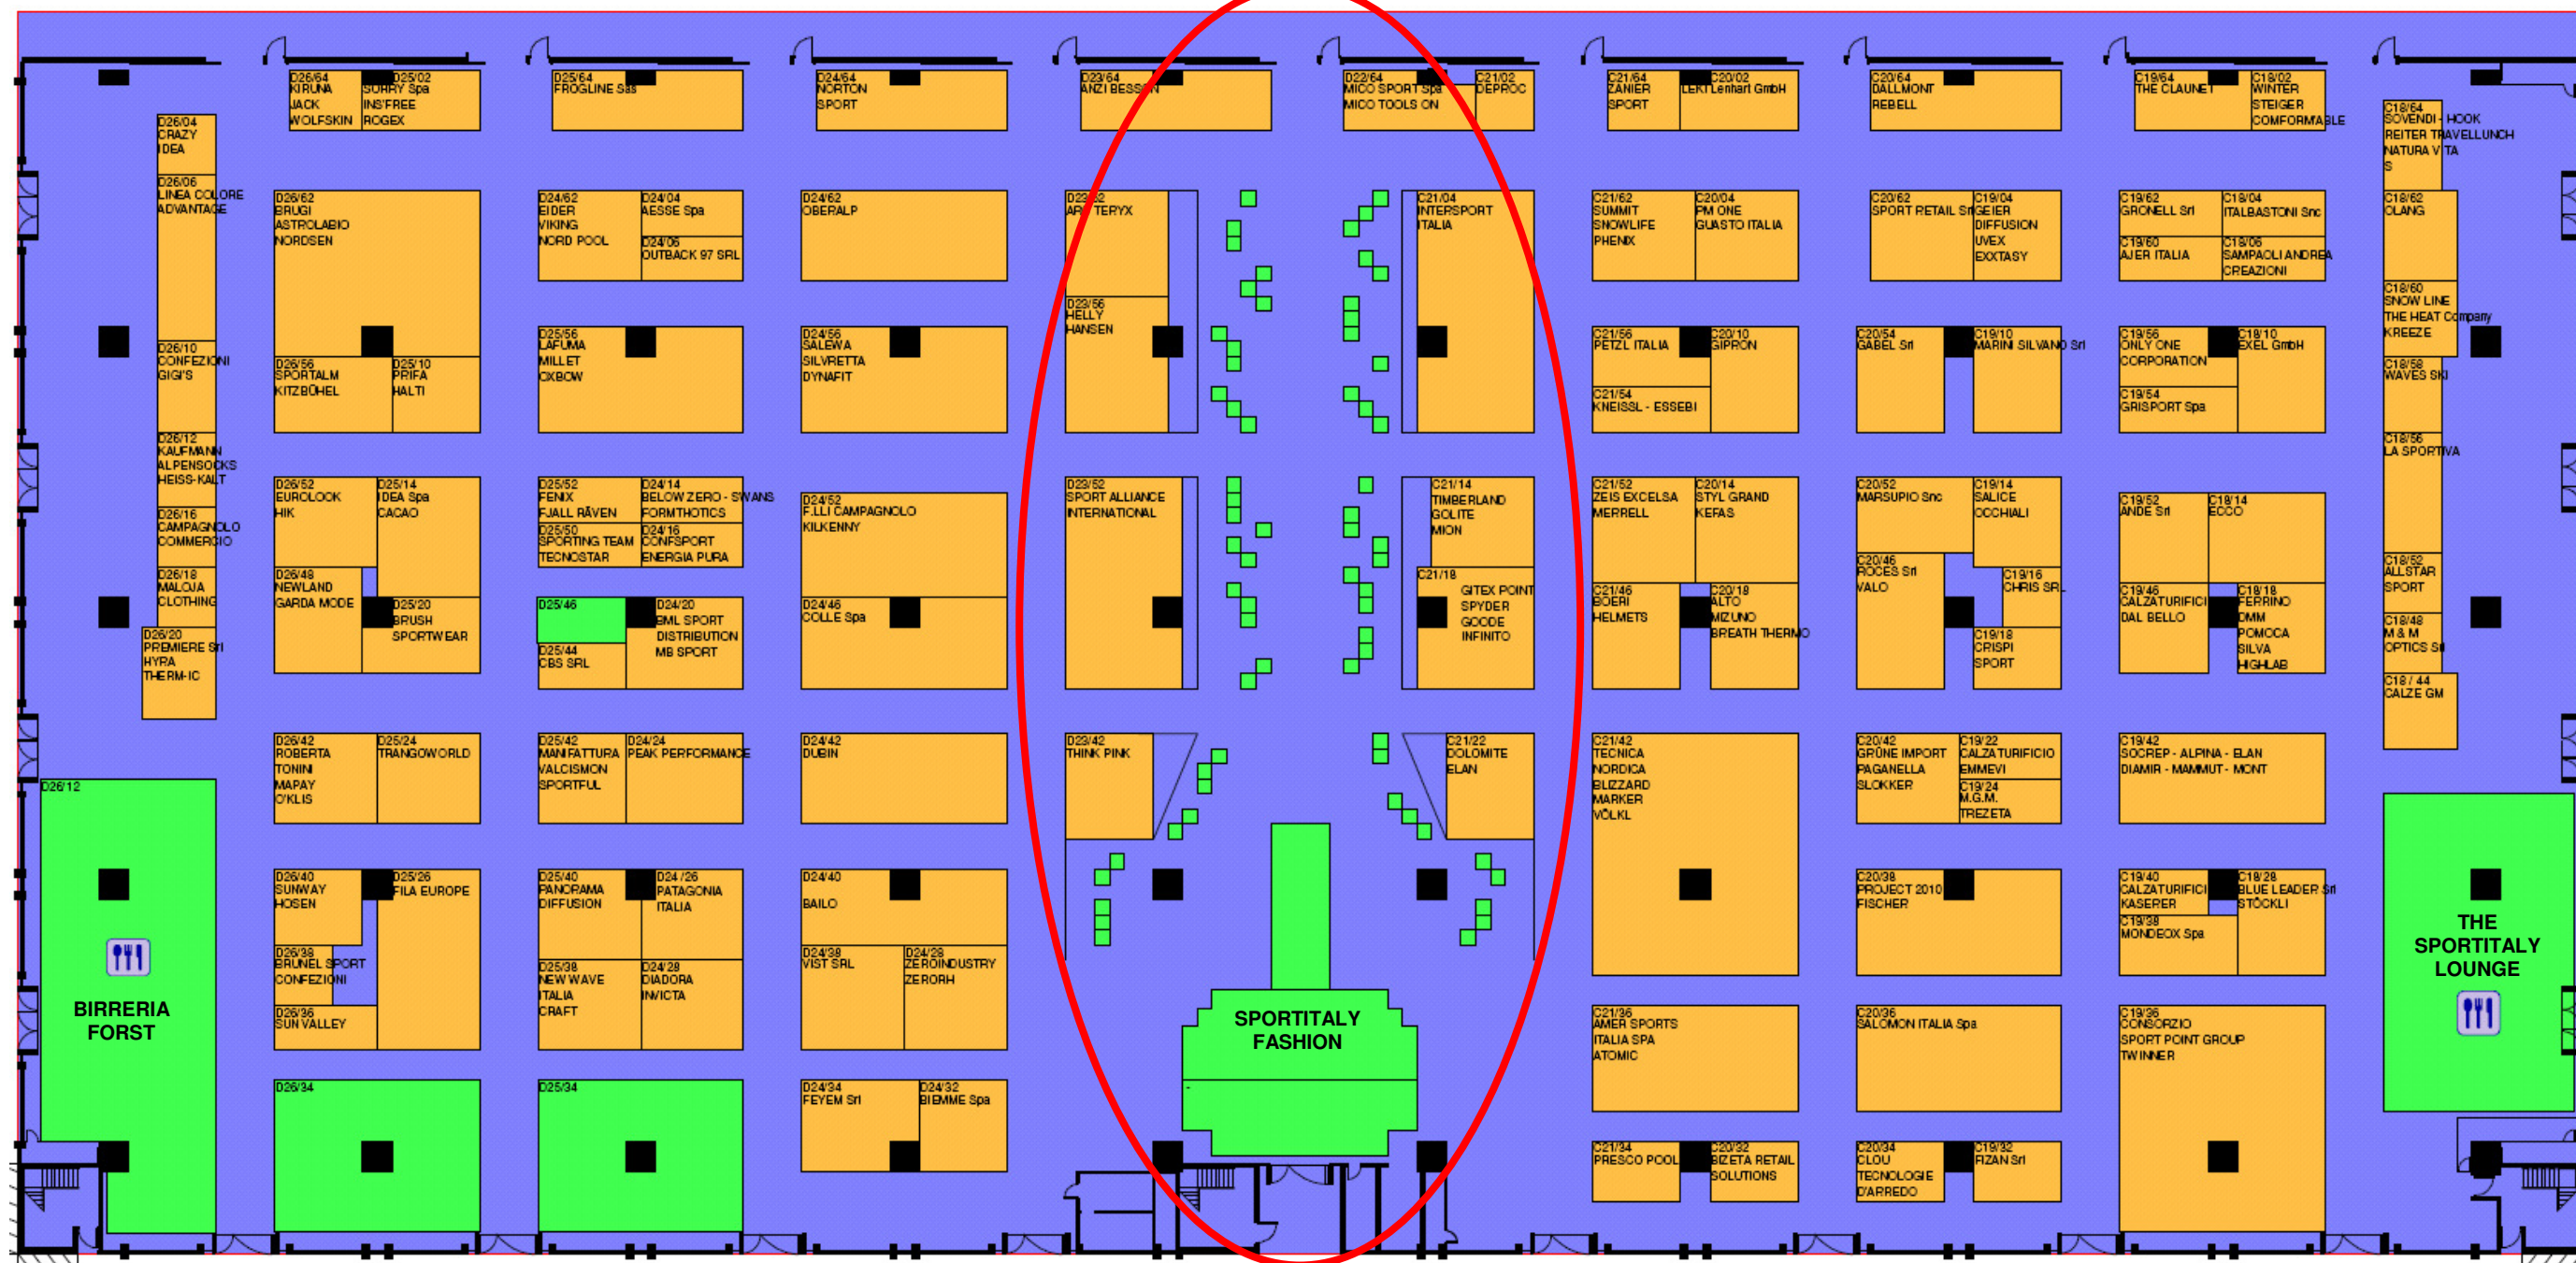 D26/64
KIRUNA
JACK
WOLFSKIN
D25/02
SORRY Spa
INS'FREE
ROGEX
D25/64
FROGLINE Sas
D24/64
NORTON
SPORT
D23/64
ANZI BESSON
D22/64
MICO SPORT Spa
MICO TOOLS ON
C21/02
DEPROC
C21/64
ZANIER
SPORT
C20/02
LEKI Lenhart GmbH
C20/64
DALLMONT
REBELL
C19/64
THE CLAUNET
C18/02
WINTER
STEIGER
COMFORMABLE
C18/64
SOVENDI - HOOK
REITER TRAVELLUNCH
NATURA VITA
S
D26/04
CRAZY
IDEA
D26/06
LINEA COLORE
ADVANTAGE
D26/10
CONFEZIONI
GIGI'S
D26/12
KAUFMANN
ALPENSOCKS
HEISS-KALT
D26/16
CAMPAGNOLO
COMMERCIO
D26/18
MALOJA
CLOTHING
D26/20
PREMIERE Srl
HYRA
THERM-IC
D26/62
BRUGI
ASTROLABIO
NORDSEN
D24/62
EIDER
VIKING
NORD POOL
D24/04
AESSE Spa
D24/06
OUTBACK 97 SRL
D24/62
OBERALP
D23/62
ARC TERYX
D23/56
HELLY
HANSEN
C21/04
INTERSPORT
ITALIA
C21/62
SUMMIT
SNOWLIFE
PHENIX
C20/04
PM ONE
GUASTO ITALIA
C20/62
SPORT RETAIL Srl
C19/04
GEIER
DIFFUSION
UVEX
EXXTASY
C19/62
GRONELL Srl
C18/04
ITALBASTONI Snc
C19/60
AJER ITALIA
C18/06
SAMPAOLI ANDREA
CREAZIONI
C18/62
OLANG
C18/60
SNOW LINE
THE HEAT Company
KREEZE
C18/58
WAVES SKI
C18/56
LA SPORTIVA
C18/52
ALLSTAR
SPORT
C18/48
M & M
OPTICS Srl
C18 / 44
CALZE GM
D26/56
SPORTALM
KITZBÜHEL
D25/10
PRIFA
HALTI
D25/56
LAFUMA
MILLET
OXBOW
D24/56
SALEWA
SILVRETTA
DYNAFIT
C21/56
PETZL ITALIA
C21/54
KNEISSL - ESSEBI
C20/10
GIPRON
C20/54
GABEL Srl
C19/10
MARINI SILVANO Srl
C19/56
ONLY ONE
CORPORATION
C19/54
GRISPORT Spa
C18/10
EXEL GmbH
D26/52
EUROLOOK
HIK
D25/14
IDEA Spa
CACAO
D26/48
NEWLAND
GARDA MODE
D25/20
BRUSH
SPORTWEAR
D25/52
FENIX
FJALL RÄVEN
D24/14
BELOW ZERO - SWANS
FORMTHOTICS
D25/50
SPORTING TEAM
TECNOSTAR
D24/16
CONFSPORT
ENERGIA PURA
D25/46
D25/44
CBS SRL
D24/20
BML SPORT
DISTRIBUTION
MB SPORT
D24/52
F.LLI CAMPAGNOLO
KILKENNY
D24/46
COLLE Spa
D23/52
SPORT ALLIANCE
INTERNATIONAL
C21/14
TIMBERLAND
GOLITE
MION
C21/18
GITEX POINT
SPYDER
GOODE
INFINITO
C21/52
ZEIS EXCELSA
MERRELL
C20/14
STYL GRAND
KEFAS
C21/46
BOERI
HELMETS
C20/18
ALTO
MIZUNO
BREATH THERMO
C20/52
MARSUPIO Snc
C19/14
SALICE
OCCHIALI
C20/46
ROCES Srl
VALO
C19/16
CHRIS SRL
C19/18
CRISPI
SPORT
C19/52
ANDE Srl
C18/14
ECCO
C19/46
CALZATURIFICI
DAL BELLO
C18/18
FERRINO
DMM
POMOCA
SILVA
HIGHLAB
D26/42
ROBERTA
TONINI
MAPAY
O'KLIS
D25/24
TRANGOWORLD
D25/42
MANIFATTURA
VALCISMON
SPORTFUL
D24/24
PEAK PERFORMANCE
D24/42
DUBIN
D23/42
THINK PINK
C21/22
DOLOMITE
ELAN
C21/42
TECNICA
NORDICA
BLIZZARD
MARKER
VÖLKL
C20/42
GRÜNE IMPORT
PAGANELLA
SLOKKER
C19/22
CALZATURIFICIO
EMMEVI
C19/24
M.G.M.
TREZETA
C19/42
SOCREP - ALPINA - ELAN
DIAMIR - MAMMUT - MONT
D26/12
BIRRERIA
FORST
D26/40
SUNWAY
HOSEN
D25/26
FILA EUROPE
D26/38
BRUNEL SPORT
CONFEZIONI
D26/36
SUN VALLEY
D25/40
PANORAMA
DIFFUSION
D24 /26
PATAGONIA
ITALIA
D25/38
NEW WAVE
ITALIA
CRAFT
D24/28
DIADORA
INVICTA
D24/40
BAILO
D24/38
VIST SRL
D24/28
ZEROINDUSTRY
ZERORH
SPORTITALY
FASHION
-
C20/38
PROJECT 2010
FISCHER
C19/40
CALZATURIFICI
KASERER
C19/38
MONDEOX Spa
C18/28
BLUE LEADER Srl
STÖCKLI
THE
SPORTITALY
LOUNGE
C21/36
AMER SPORTS
ITALIA SPA
ATOMIC
C20/36
SALOMON ITALIA Spa
C19/36
CONSORZIO
SPORT POINT GROUP
TWINNER
D26/34
D25/34
D24/34
FEYEM Srl
D24/32
BIEMME Spa
C21/34
PRESCO POOL
C20/32
BIZETA RETAIL
SOLUTIONS
C20/34
CLOU
TECNOLOGIE
D'ARREDO
C19/32
FIZAN Srl